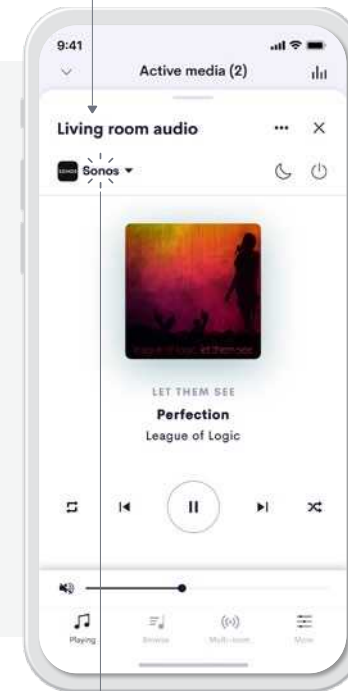 9:41
Active media (2)
Living room audio
SONOS Sonos
LET THEM SEE
Perfection
League of Logic
Playing
Browse
Multi-room
More